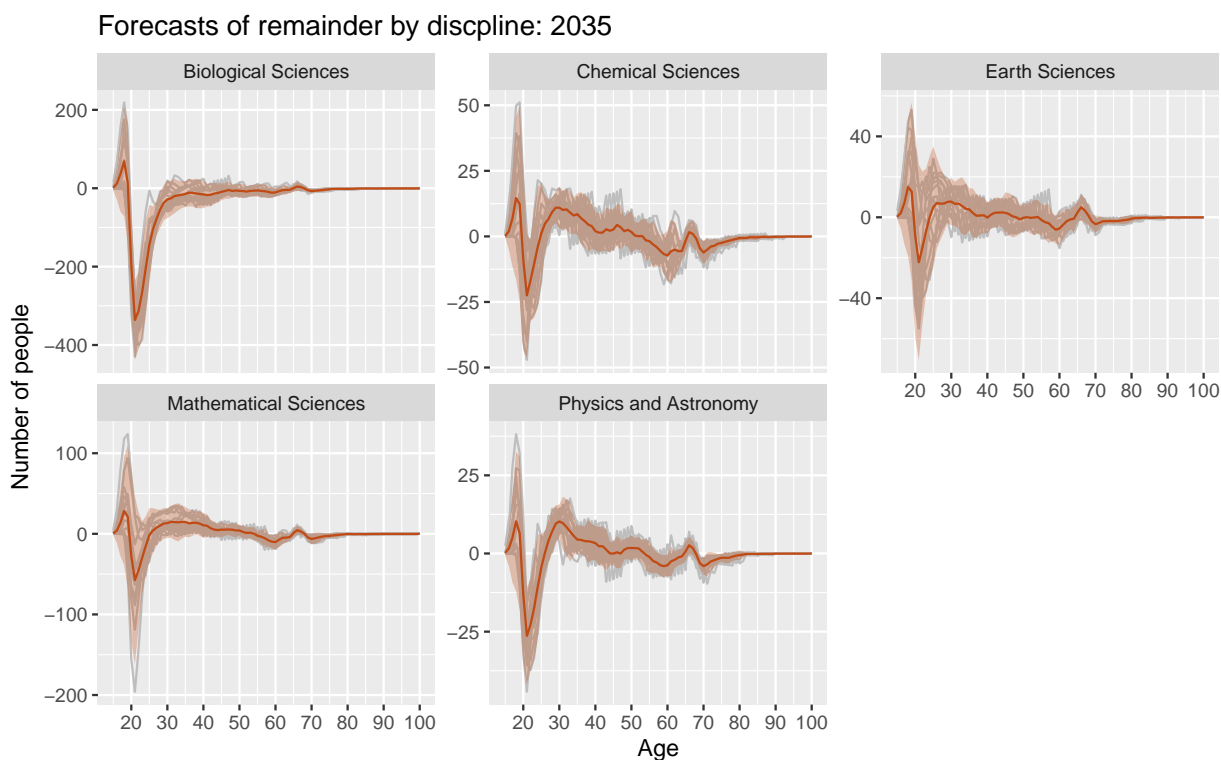 Forecasts of remainder by discpline: 2035
Biological Sciences
Chemical Sciences
Earth Sciences
200
0
−200
−400
50
25
0
−25
−50
40
0
−40
20 30 40 50 60 70 80 90 100
Mathematical Sciences
Physics and Astronomy
100
0
−100
−200
25
0
−25
20 30 40 50 60 70 80 90 100
20 30 40 50 60 70 80 90 100
Number of people
Age